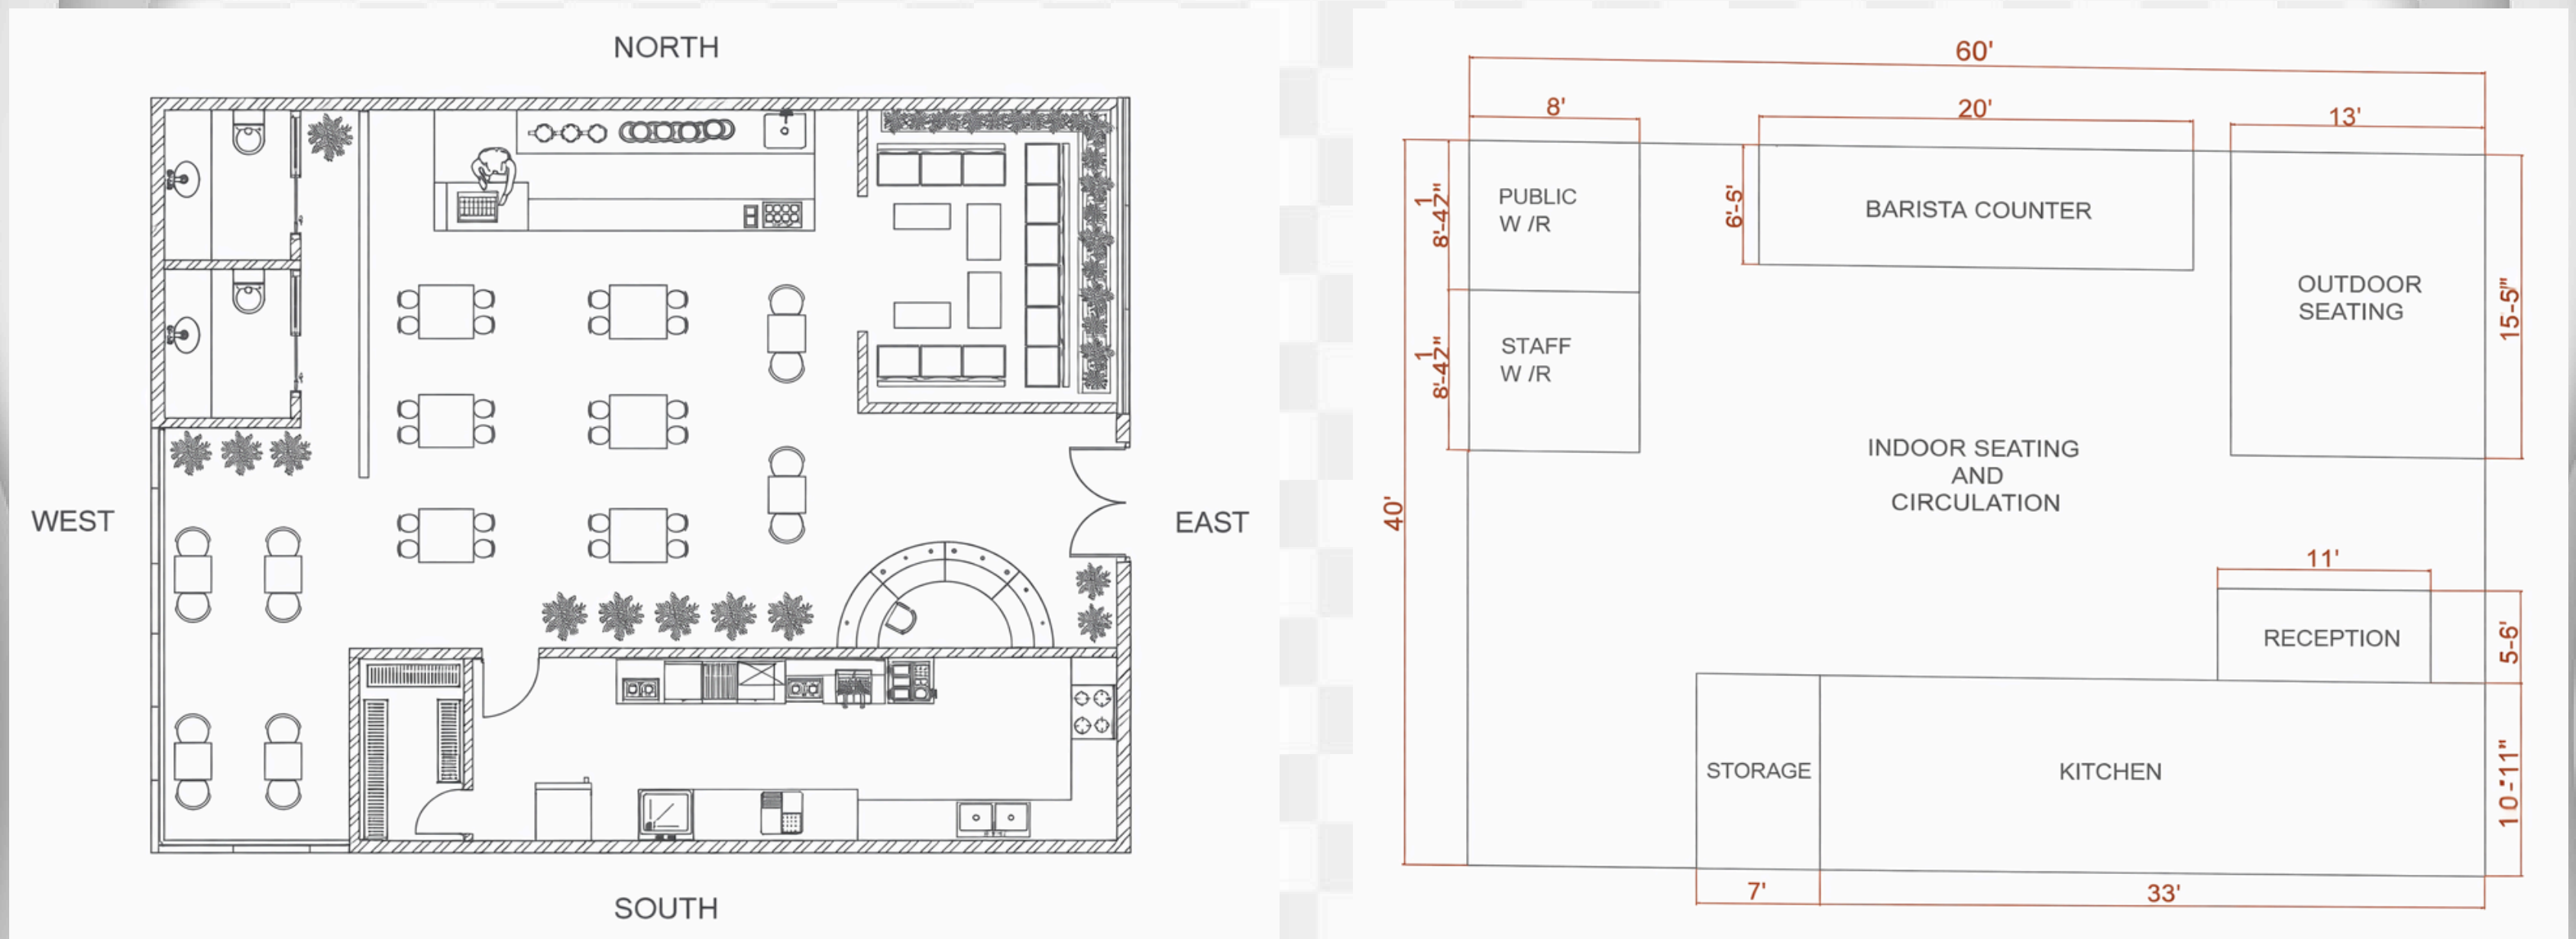 NORTH
WEST
EAST
SOUTH
60'
8'
20'
13'
PUBLIC
W /R
8'-4 1/2"
6'-5'
BARISTA COUNTER
OUTDOOR
SEATING
15-5"'
STAFF
W /R
8'-4 1/2"
40'
INDOOR SEATING
AND
CIRCULATION
11'
RECEPTION
5-6'
STORAGE
KITCHEN
10-'11"
7'
33'